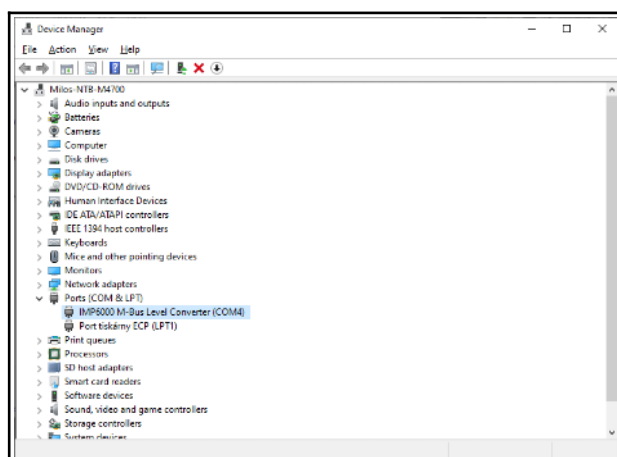 Device Manager
File Action View Help
Milos-NTB-M4700
Audio inputs and outputs
Batteries
Cameras
Computer
Disk drives
Display adapters
DVD/CD-ROM drives
Human Interface Devices
IDE ATA/ATAPI controllers
IEEE 1394 host controllers
Keyboards
Mice and other pointing devices
Monitors
Network adapters
Ports (COM & LPT)
IMP6000 M-Bus Level Converter (COM4)
Port tiskárny ECP (LPT1)
Print queues
Processors
SD host adapters
Smart card readers
Software devices
Sound, video and game controllers
Storage controllers
System devices